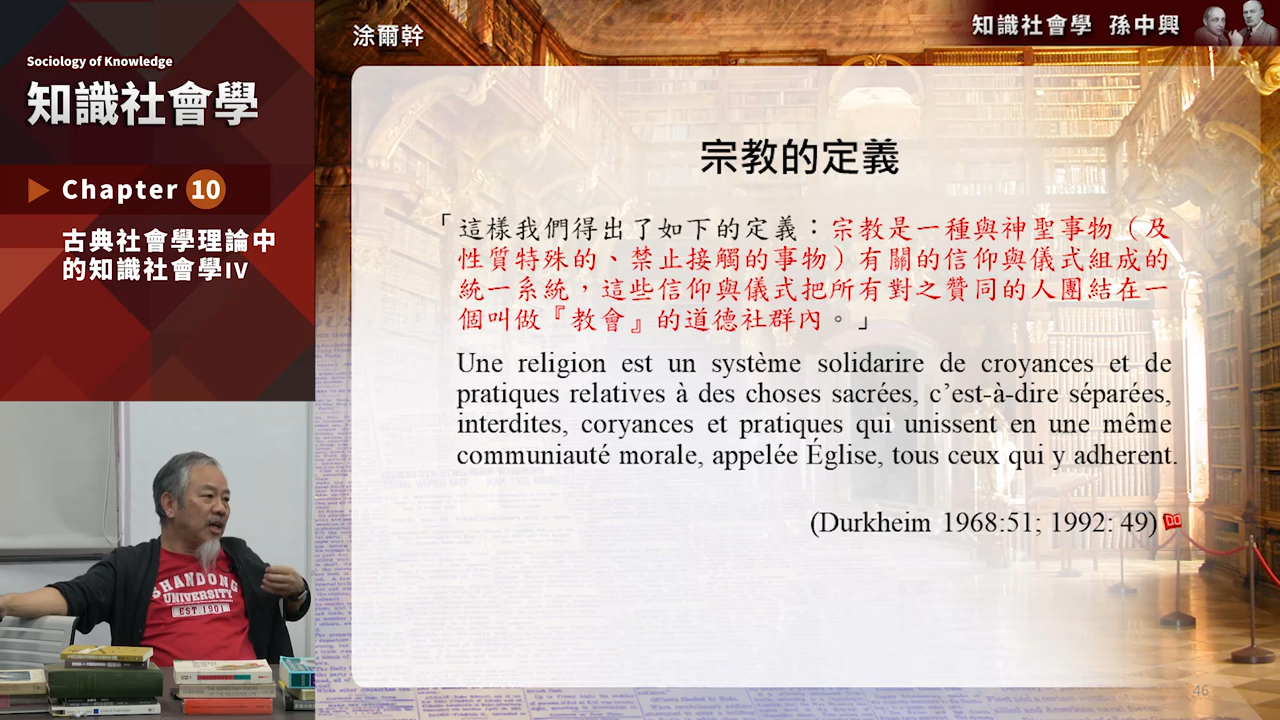 Sociology of Knowledge
知識社會學
Chapter 10
古典社會學理論中
的知識社會學IV
涂爾幹
知識社會學 孫中興
宗教的定義
「這樣我們得出了如下的定義：宗教是一種與神聖事物（及
性質特殊的、禁止接觸的事物）有關的信仰與儀式組成的
統一系統，這些信仰與儀式把所有對之贊同的人團結在一
個叫做『教會』的道德社群內。」
Une religion est un système solidarire de croyances et de
pratiques relatives à des choses sacrées, c’est-à-dire séparées,
interdites, coryances et pratiques qui unissent en une même
communiauté morale, appelée Église, tous ceux qui y adherent.
(Durkheim 1968:51; 1992: 49)
46
SHANDONG
UNIVERSITY
EST.1901